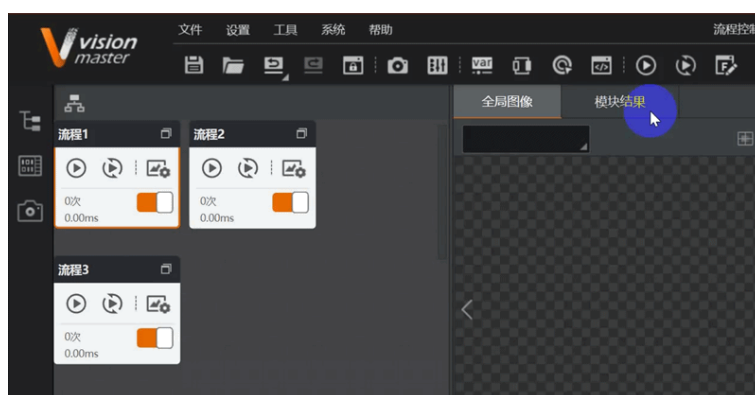 vision
master
文件 设置 工具 系统 帮助
流程控制
var
全局图像 模块结果
流程1
0次
0.00ms
流程2
0次
0.00ms
流程3
0次
0.00ms